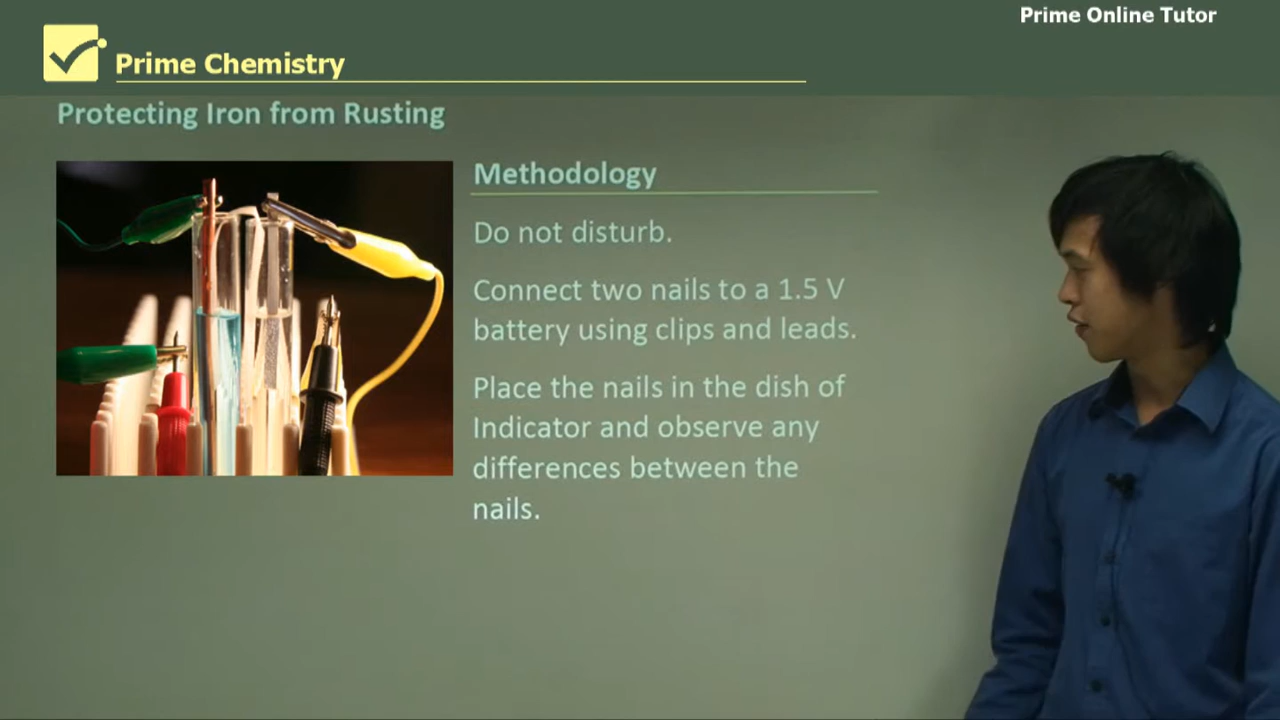 Prime Online Tutor
Prime Chemistry
Protecting Iron from Rusting
Methodology
Do not disturb.
Connect two nails to a 1.5 V
battery using clips and leads.
Place the nails in the dish of
Indicator and observe any
differences between the
nails.